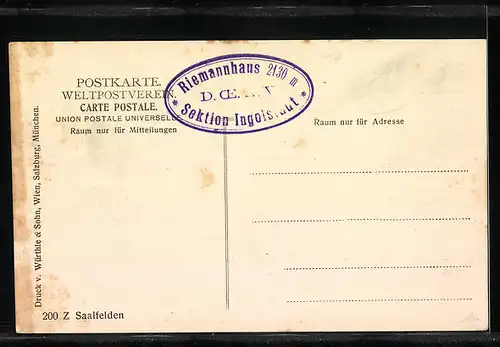 POSTKARTE.
WELTPOSTVEREIN.
CARTE POSTALE.
UNION POSTALE UNIVERSELLE
Raum nur für Mitteilungen
* Riemannhaus 2130 m *
D. Œ. A. V
Sektion Ingolstadt
Raum nur für Adresse
Druck v. Würthle & Sohn, Wien, Salzburg, München.
200 Z Saalfelden